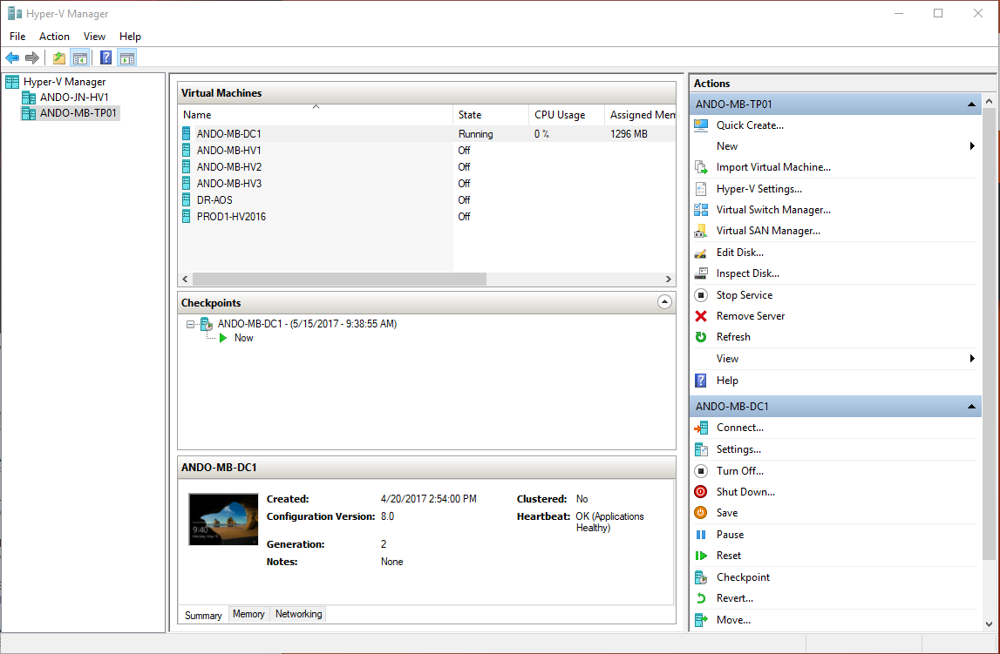 Hyper-V Manager
File Action View Help
Hyper-V Manager
ANDO-JN-HV1
ANDO-MB-TP01
Virtual Machines
Name State CPU Usage Assigned Mem
ANDO-MB-DC1 Running 0 % 1296 MB
ANDO-MB-HV1 Off
ANDO-MB-HV2 Off
ANDO-MB-HV3 Off
DR-AOS Off
PROD1-HV2016 Off
Checkpoints
ANDO-MB-DC1 - (5/15/2017 - 9:38:55 AM)
Now
ANDO-MB-DC1
9:40
Created: 4/20/2017 2:54:00 PM Clustered: No
Configuration Version: 8.0 Heartbeat: OK (Applications
Healthy)
Generation: 2
Notes: None
Summary Memory Networking
Actions
ANDO-MB-TP01
Quick Create...
New
Import Virtual Machine...
Hyper-V Settings...
Virtual Switch Manager...
Virtual SAN Manager...
Edit Disk...
Inspect Disk...
Stop Service
Remove Server
Refresh
View
Help
ANDO-MB-DC1
Connect...
Settings...
Turn Off...
Shut Down...
Save
Pause
Reset
Checkpoint
Revert...
Move...